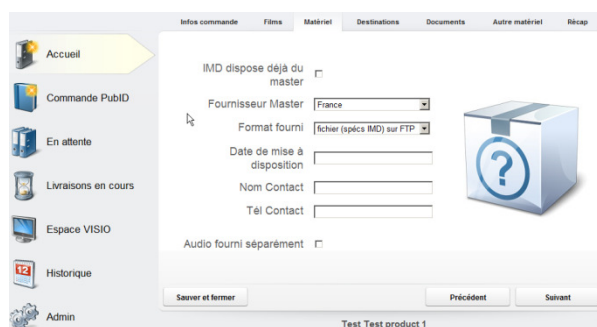 Infos commande Films Matériel Destinations Documents Autre matériel Récap
Accueil
Commande PubID
En attente
Livraisons en cours
Espace VISIO
Historique
Admin
IMD dispose déjà du
master
Fournisseur Master France
Format fourni fichier (spécs IMD) sur FTP
Date de mise à
disposition
Nom Contact
Tél Contact
Audio fourni séparément
Sauver et fermer Précédent Suivant
Test Test product 1
12
?